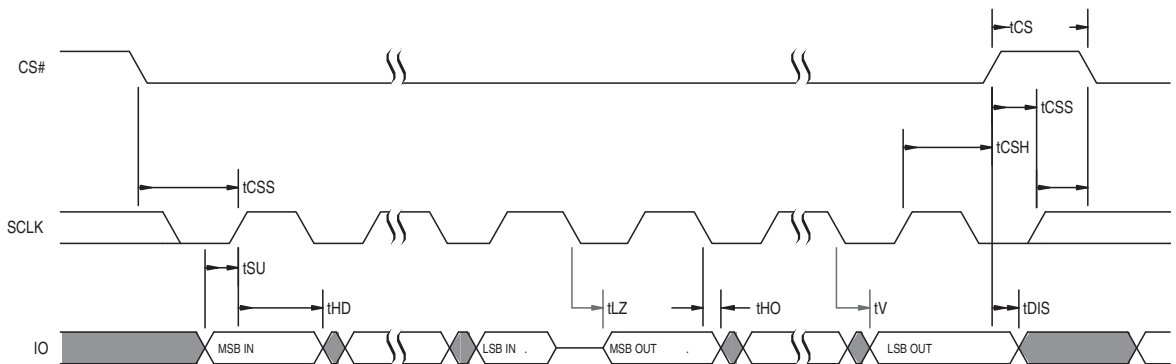 tCS
CS#
tCSS
tCSH
tCSS
SCLK
tSU
tHD
tLZ
tHO
tV
tDIS
IO
MSB IN
LSB IN .
MSB OUT .
LSB OUT